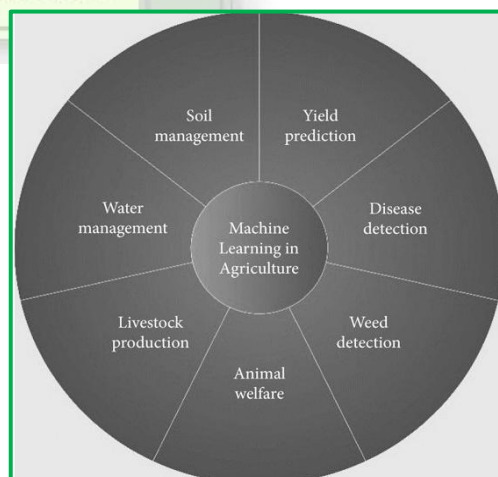 Machine
Learning in
Agriculture
Yield
prediction
Disease
detection
Weed
detection
Animal
welfare
Livestock
production
Water
management
Soil
management